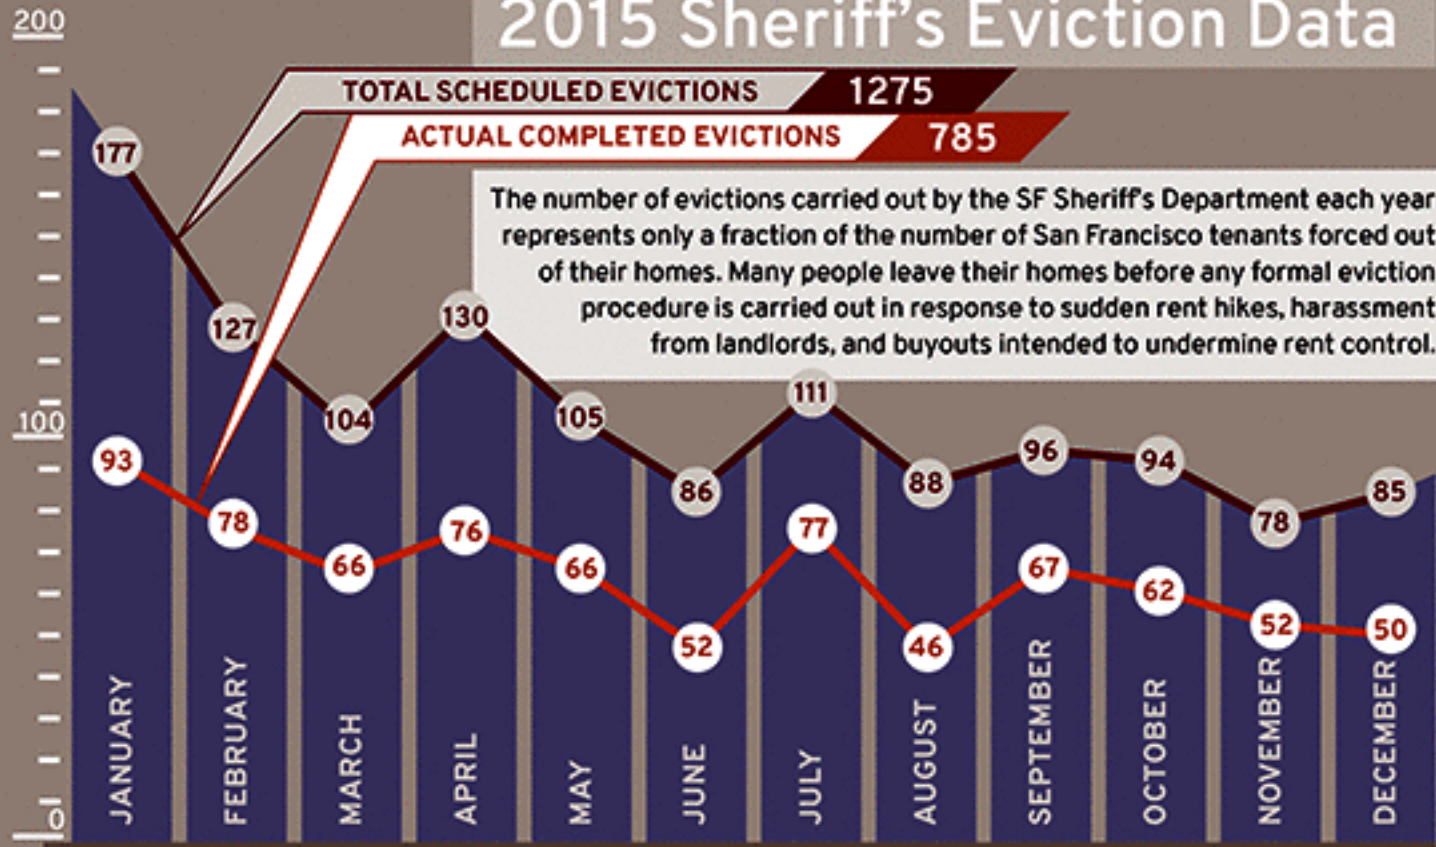 200
2015 Sheriff's Eviction Data
TOTAL SCHEDULED EVICTIONS 1275
ACTUAL COMPLETED EVICTIONS 785
The number of evictions carried out by the SF Sheriff's Department each year
represents only a fraction of the number of San Francisco tenants forced out
of their homes. Many people leave their homes before any formal eviction
procedure is carried out in response to sudden rent hikes, harassment
from landlords, and buyouts intended to undermine rent control.
177
127
104
130
105
86
111
88
96
94
78
85
100
93
78
66
76
66
52
77
46
67
62
52
50
0
JANUARY
FEBRUARY
MARCH
APRIL
MAY
JUNE
JULY
AUGUST
SEPTEMBER
OCTOBER
NOVEMBER
DECEMBER